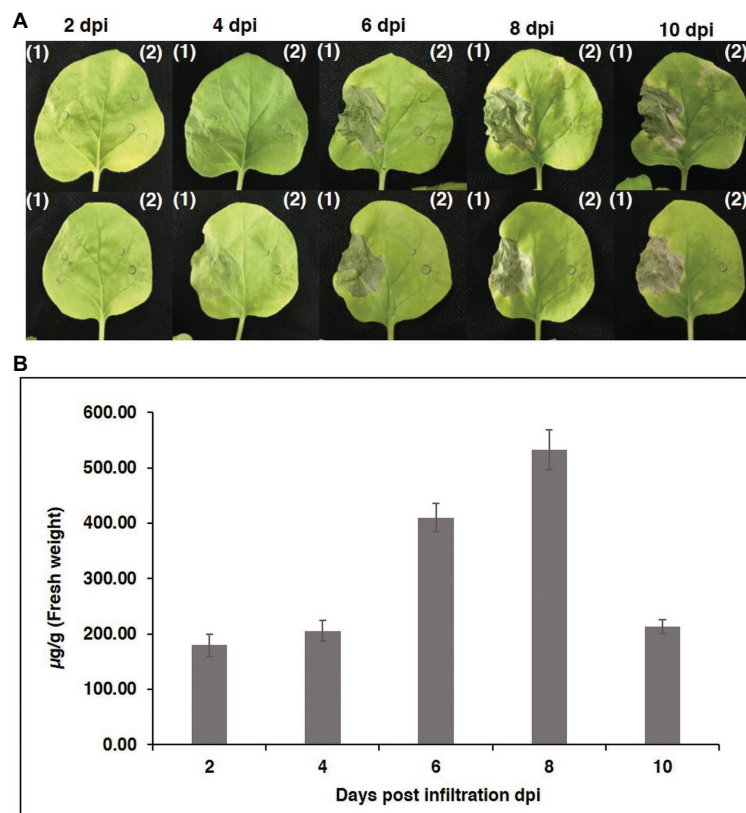 A
2 dpi 4 dpi 6 dpi 8 dpi 10 dpi
(1) (2) (1) (2) (1) (2) (1) (2) (1) (2)
(1) (2) (1) (2) (1) (2) (1) (2) (1) (2)
B
600.00
500.00
400.00
300.00
200.00
100.00
0.00
µg/g (Fresh weight)
2 4 6 8 10
Days post infiltration dpi